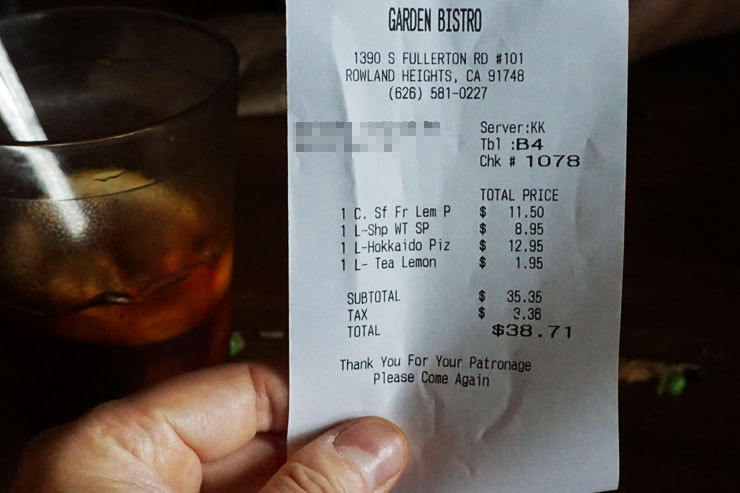 GARDEN BISTRO
1390 S FULLERTON RD #101
ROWLAND HEIGHTS, CA 91748
(626) 581-0227
Server:KK
Tbl :B4
Chk # 1078
TOTAL PRICE
1 C. Sf Fr Lem P $ 11.50
1 L-Shp WT SP $ 8.95
1 L-Hokkaido Piz $ 12.95
1 L- Tea Lemon $ 1.95
SUBTOTAL $ 35.35
TAX $ 3.36
TOTAL $38.71
Thank You For Your Patronage
Please Come Again